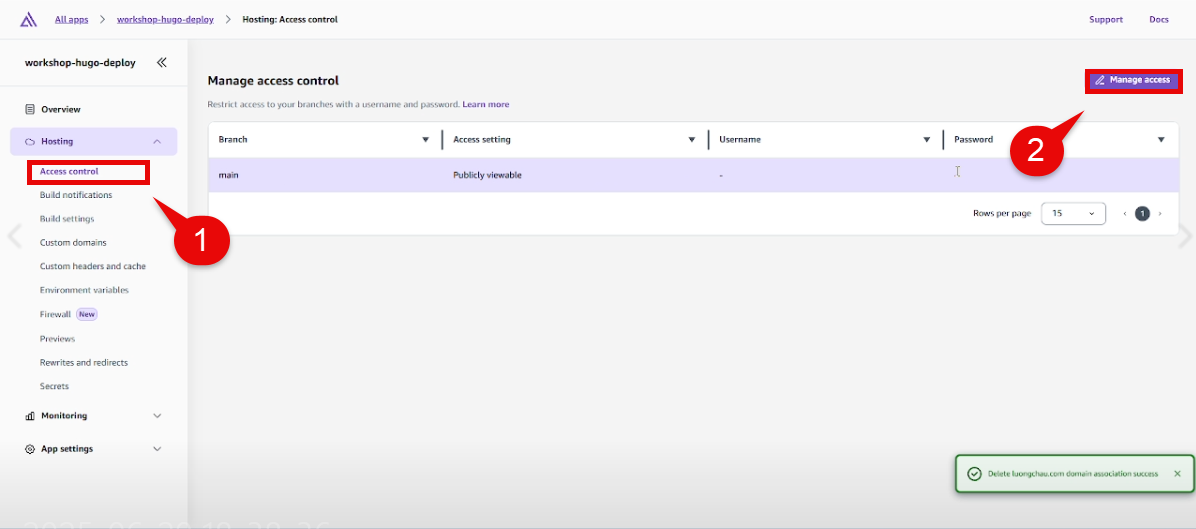 All apps > workshop-hugo-deploy > Hosting: Access control
Support Docs
workshop-hugo-deploy
Overview
Hosting
Access control
Build notifications
Build settings
Custom domains
Custom headers and cache
Environment variables
Firewall New
Previews
Rewrites and redirects
Secrets
Monitoring
App settings
1
Manage access control
Manage access
Restrict access to your branches with a username and password. Learn more
2
Branch Access setting Username Password
main Publicly viewable - -
Rows per page 15 1
Delete luongchau.com domain association success